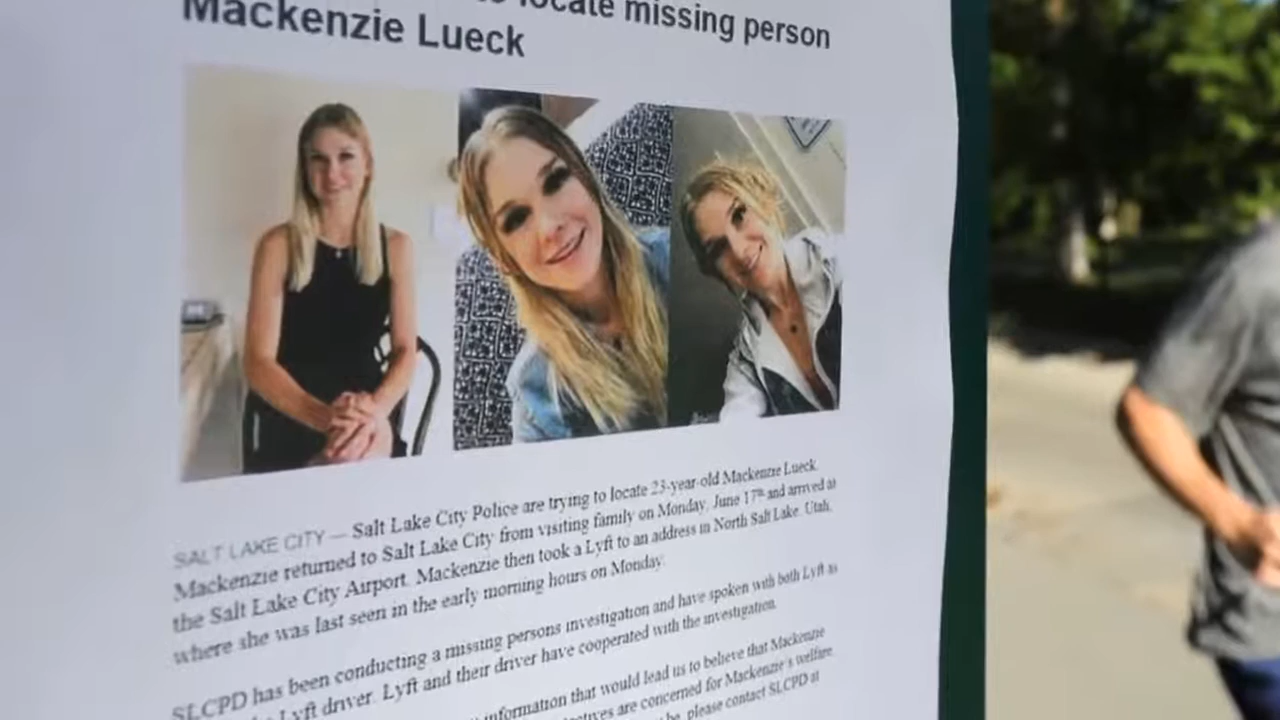 locate missing person
Mackenzie Lueck
SALT LAKE CITY — Salt Lake City Police are trying to locate 23-year-old Mackenzie Lueck.
Mackenzie returned to Salt Lake City from visiting family on Monday, June 17th and arrived at
the Salt Lake City Airport. Mackenzie then took a Lyft to an address in North Salt Lake, Utah,
where she was last seen in the early morning hours on Monday.
SLCPD has been conducting a missing persons investigation and have spoken with both Lyft as
Lyft driver. Lyft and their driver have cooperated with the investigation.
information that would lead us to believe that Mackenzie
are concerned for Mackenzie's welfare
please contact SLCPD at